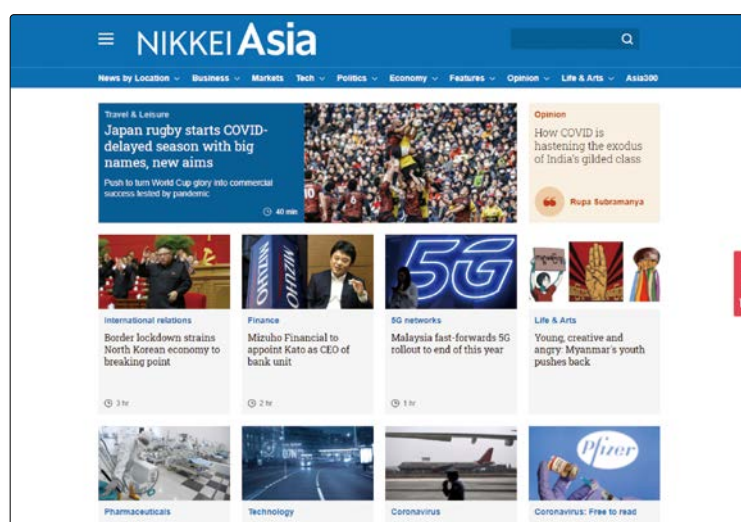 NIKKEI Asia
News by Location Business Markets Tech Politics Economy Features Opinion Life & Arts Asia300
Travel & Leisure
Japan rugby starts COVID-
delayed season with big
names, new aims
Push to turn World Cup glory into commercial
success tested by pandemic
40 min
10
Opinion
How COVID is
hastening the exodus
of India's gilded class
Rupa Subramanya
MIZUHO
MIZUHO
5G
International relations
Border lockdown strains
North Korean economy to
breaking point
3 hr
Finance
Mizuho Financial to
appoint Kato as CEO of
bank unit
2 hr
5G networks
Malaysia fast-forwards 5G
rollout to end of this year
1 hr
Life & Arts
Young, creative and
angry: Myanmar's youth
pushes back
Pfizer
Pharmaceuticals
Technology
Coronavirus
Coronavirus: Free to read